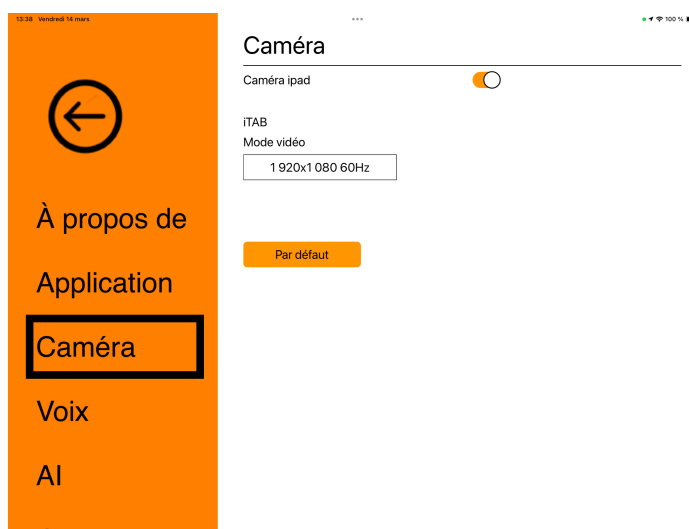 13:38 Vendredi 14 mars
100 %
Caméra
Caméra ipad
iTAB
Mode vidéo
1 920x1 080 60Hz
Par défaut
À propos de
Application
Caméra
Voix
AI